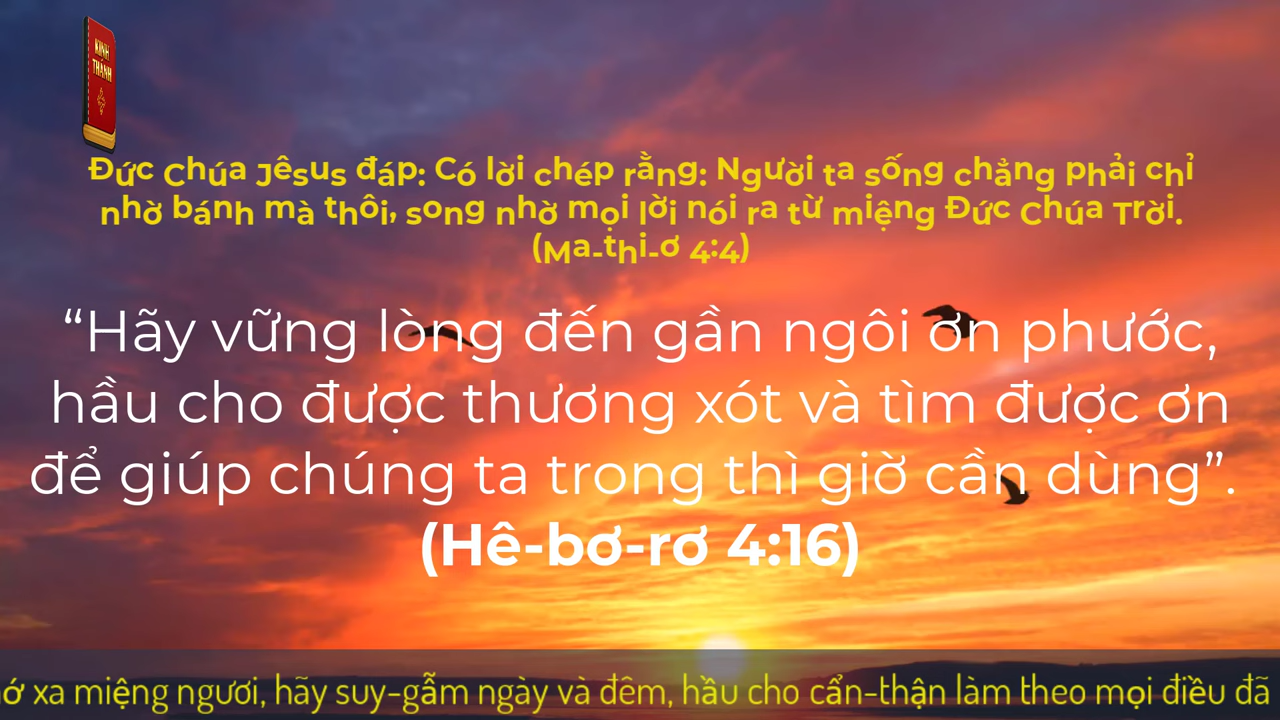 KINH
THÁNH
Đức Chúa Jêsus đáp: Có lời chép rằng: Người ta sống chẳng phải chỉ
nhờ bánh mà thôi, song nhờ mọi lời nói ra từ miệng Đức Chúa Trời.
(Ma-thi-ơ 4:4)
“Hãy vững lòng đến gần ngôi ơn phước,
hầu cho được thương xót và tìm được ơn
để giúp chúng ta trong thì giờ cần dùng”.
(Hê-bơ-rơ 4:16)
xa miệng ngươi, hãy suy-gẫm ngày và đêm, hầu cho cẩn-thận làm theo mọi điều đã